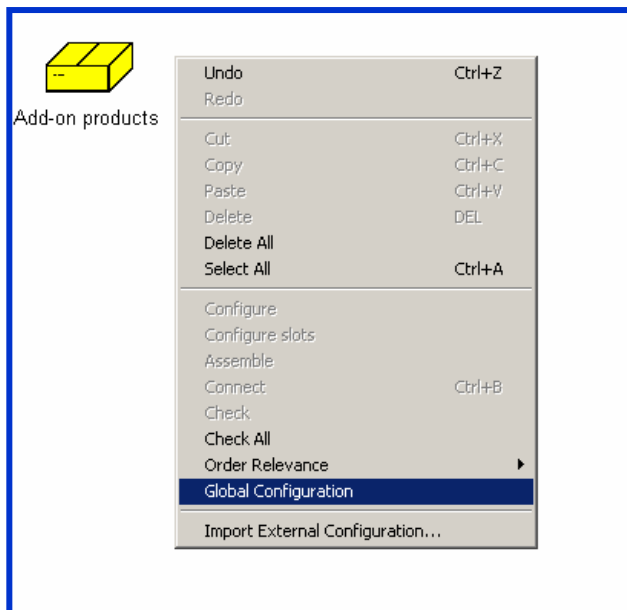 Add-on products
Undo Ctrl+Z
Redo
Cut Ctrl+X
Copy Ctrl+C
Paste Ctrl+V
Delete DEL
Delete All
Select All Ctrl+A
Configure
Configure slots
Assemble
Connect Ctrl+B
Check
Check All
Order Relevance
Global Configuration
Import External Configuration...